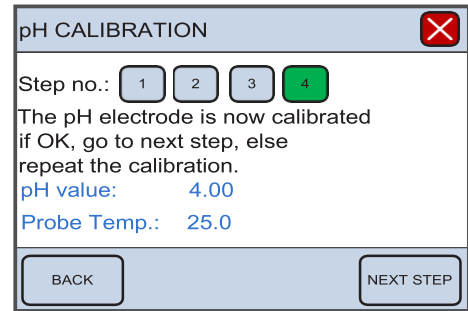 pH CALIBRATION
Step no.: 1 2 3 4
The pH electrode is now calibrated
if OK, go to next step, else
repeat the calibration.
pH value: 4.00
Probe Temp.: 25.0
BACK NEXT STEP